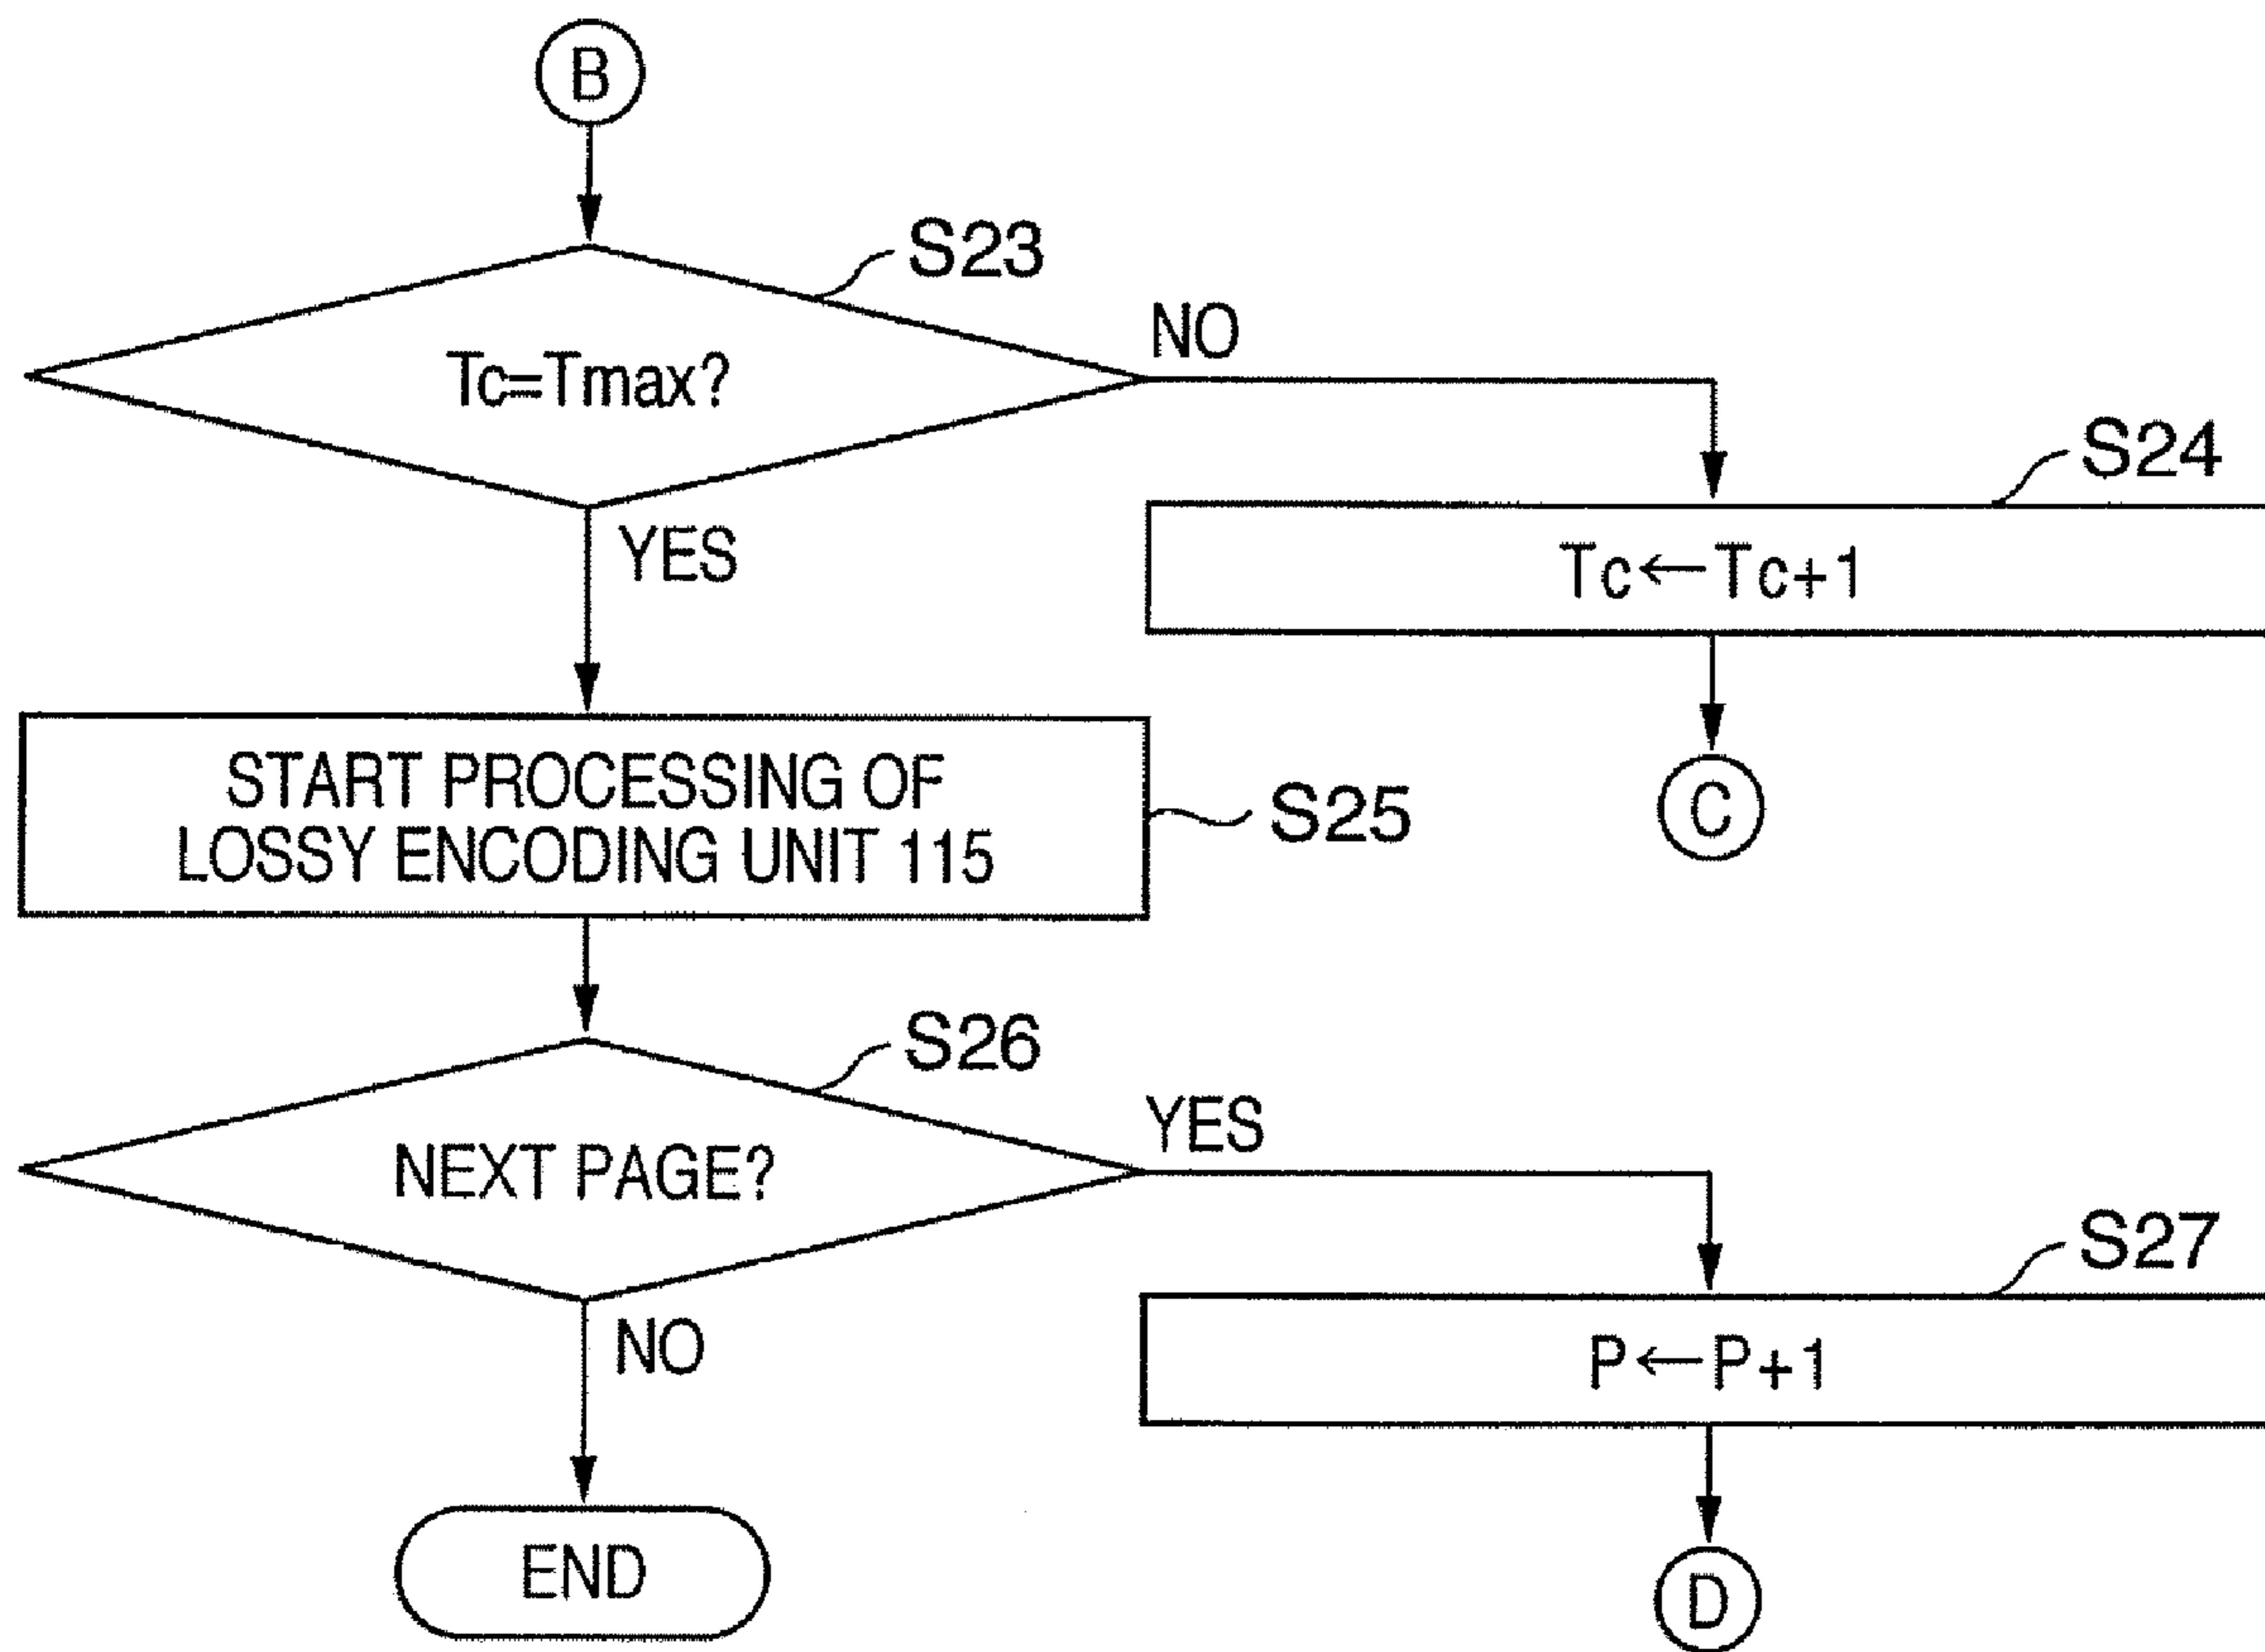 B
S23
Tc=Tmax?
NO
YES
S24
Tc←Tc+1
C
START PROCESSING OF
LOSSY ENCODING UNIT 115
S25
S26
NEXT PAGE?
YES
NO
S27
P←P+1
END
D